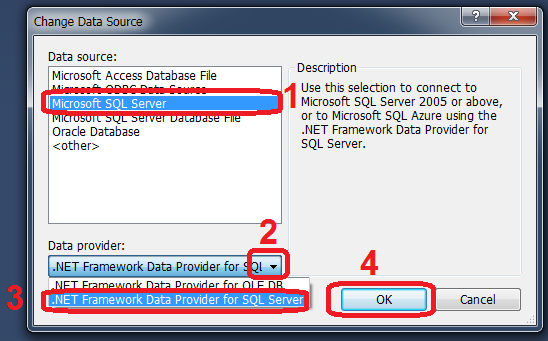 Change Data Source
?
Data source:
Microsoft Access Database File
Microsoft ODBC Data Source
Microsoft SQL Server
1
Microsoft SQL Server Database File
Oracle Database
<other>
Description
Use this selection to connect to
Microsoft SQL Server 2005 or above,
or to Microsoft SQL Azure using the
.NET Framework Data Provider for
SQL Server.
Data provider:
2
.NET Framework Data Provider for SQL
.NET Framework Data Provider for OLE DB
3
.NET Framework Data Provider for SQL Server
4
OK
Cancel